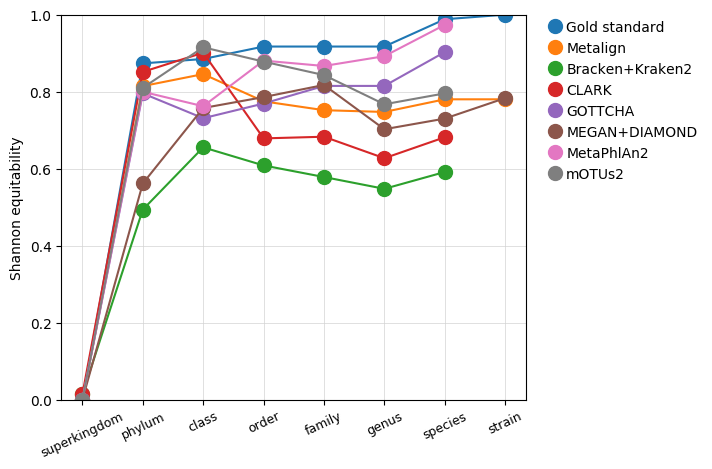 1.0
0.8
0.6
0.4
0.2
0.0
Shannon equitability
superkingdom
phylum
class
order
family
genus
species
strain
Gold standard
Metalign
Bracken+Kraken2
CLARK
GOTTCHA
MEGAN+DIAMOND
MetaPhlAn2
mOTUs2